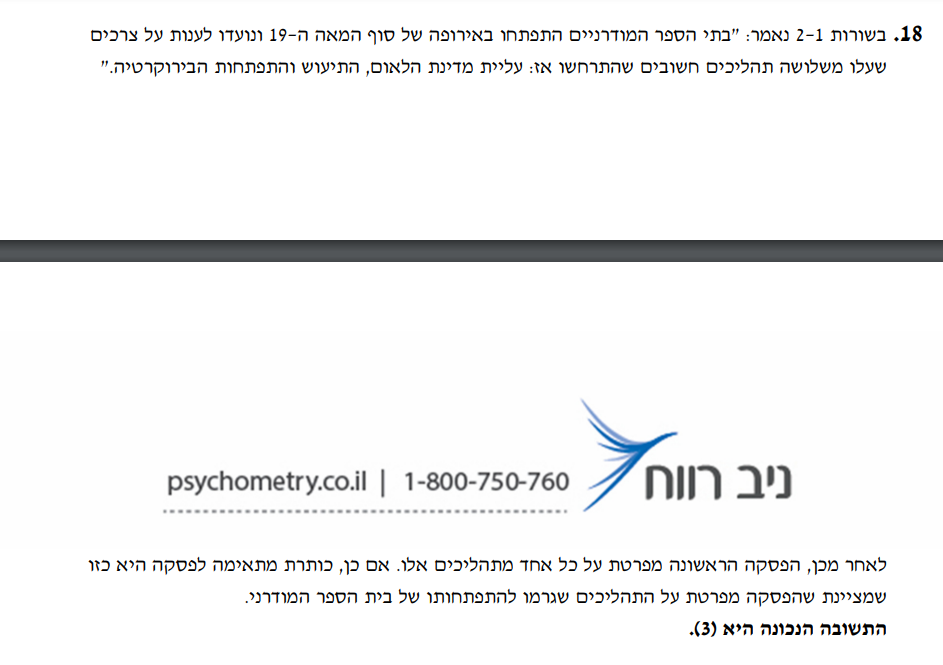 18. בשורות 2-1 נאמר: "בתי הספר המודרניים התפתחו באירופה של סוף המאה ה-19 ונועדו לענות על צרכים
שעלו משלושה תהליכים חשובים שהתרחשו אז: עליית מדינת הלאום, התיעוש והתפתחות הבירוקרטיה."
ניב רווח
psychometry.co.il | 1-800-750-760
לאחר מכן, הפסקה הראשונה מפרטת על כל אחד מתהליכים אלו. אם כן, כותרת מתאימה לפסקה היא כזו
שמציינת שהפסקה מפרטת על התהליכים שגרמו להתפתחותו של בית הספר המודרני.
התשובה הנכונה היא (3).